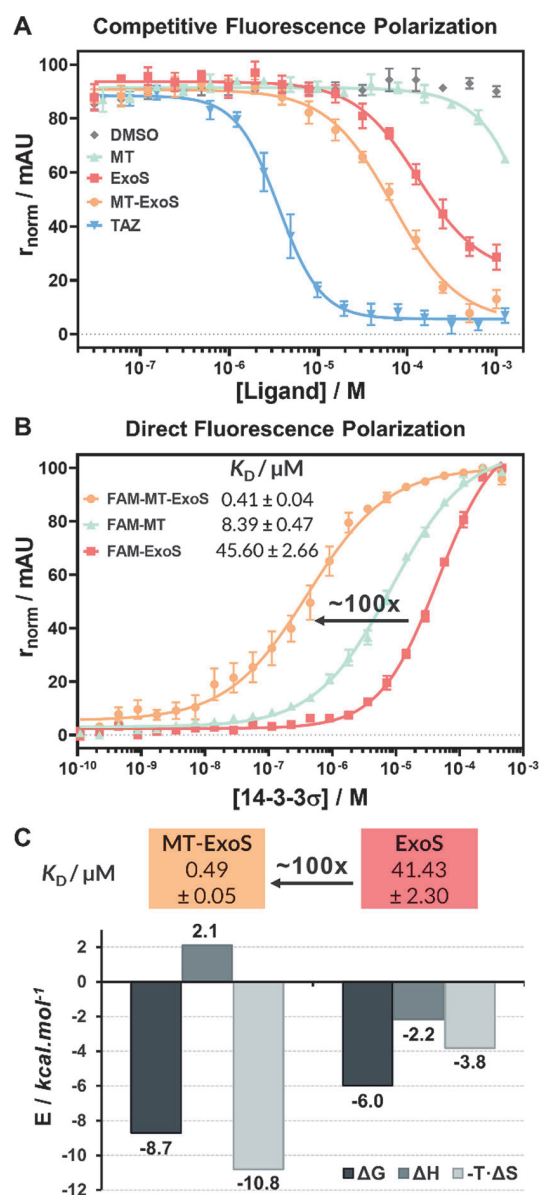 A Competitive Fluorescence Polarization
100
80
60
40
20
0
r_norm / mAU
DMSO
MT
ExoS
MT-ExoS
TAZ
10⁻⁷ 10⁻⁶ 10⁻⁵ 10⁻⁴ 10⁻³
[Ligand] / M
B Direct Fluorescence Polarization
100
80
60
40
20
0
r_norm / mAU
K_D / µM
FAM-MT-ExoS 0.41 ± 0.04
FAM-MT 8.39 ± 0.47
FAM-ExoS 45.60 ± 2.66
~100x
10⁻¹⁰ 10⁻⁹ 10⁻⁸ 10⁻⁷ 10⁻⁶ 10⁻⁵ 10⁻⁴ 10⁻³
[14-3-3σ] / M
C
K_D / µM
MT-ExoS
0.49
± 0.05
~100x
ExoS
41.43
± 2.30
2
0
-2
-4
-6
-8
-10
-12
E / kcal.mol⁻¹
2.1
-8.7
-10.8
-2.2
-3.8
-6.0
ΔG ΔH -T·ΔS